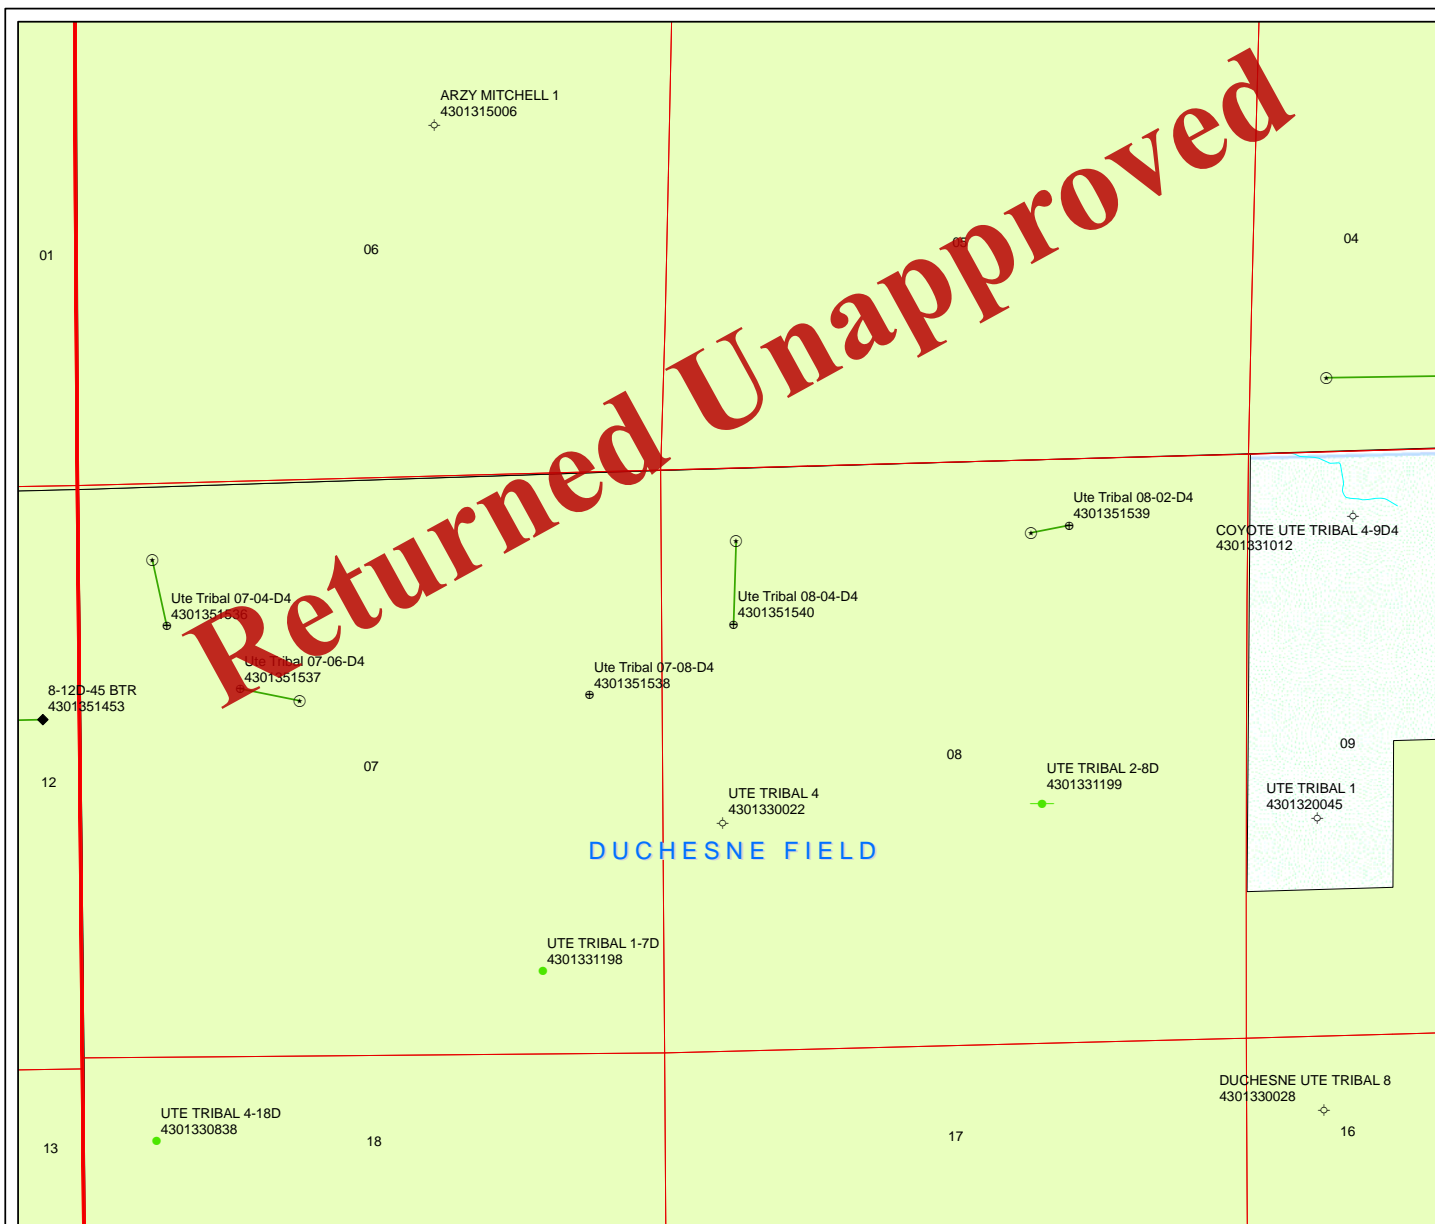 ARZY MITCHELL 1
4301315006
01
06
05
04
Returned Unapproved
Ute Tribal 08-02-D4
4301351539
COYOTE UTE TRIBAL 4-9D4
4301331012
Ute Tribal 07-04-D4
4301351536
Ute Tribal 08-04-D4
4301351540
Ute Tribal 07-06-D4
4301351537
Ute Tribal 07-08-D4
4301351538
8-12D-45 BTR
4301351453
12
07
08
09
UTE TRIBAL 2-8D
4301331199
UTE TRIBAL 4
4301330022
UTE TRIBAL 1
4301320045
DUCHESNE FIELD
UTE TRIBAL 1-7D
4301331198
DUCHESNE UTE TRIBAL 8
4301330028
UTE TRIBAL 4-18D
4301330838
13
18
17
16